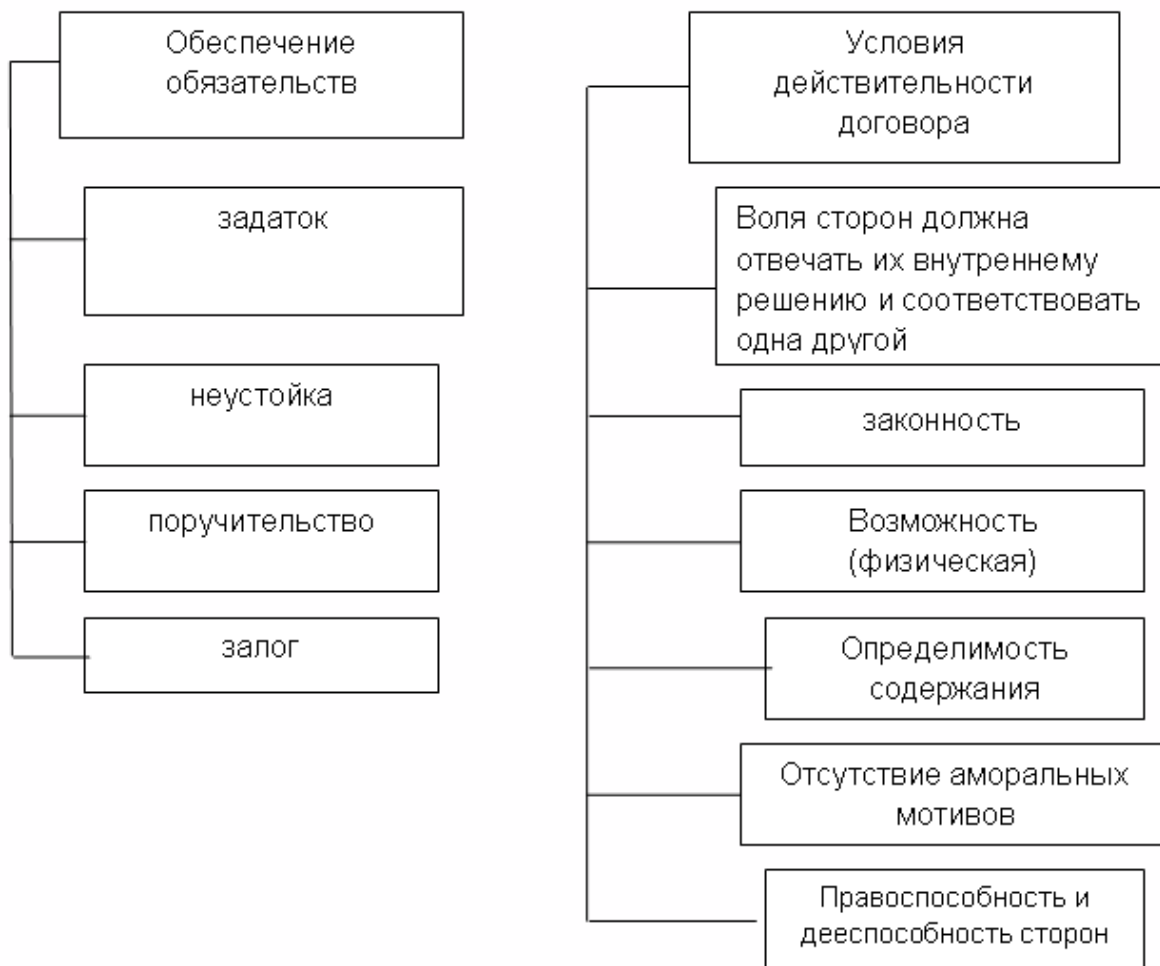 Обеспечение
обязательств
задаток
неустойка
поручительство
залог
Условия
действительности
договора
Воля сторон должна
отвечать их внутреннему
решению и соответствовать
одна другой
законность
Возможность
(физическая)
Определимость
содержания
Отсутствие аморальных
мотивов
Правоспособность и
дееспособность сторон